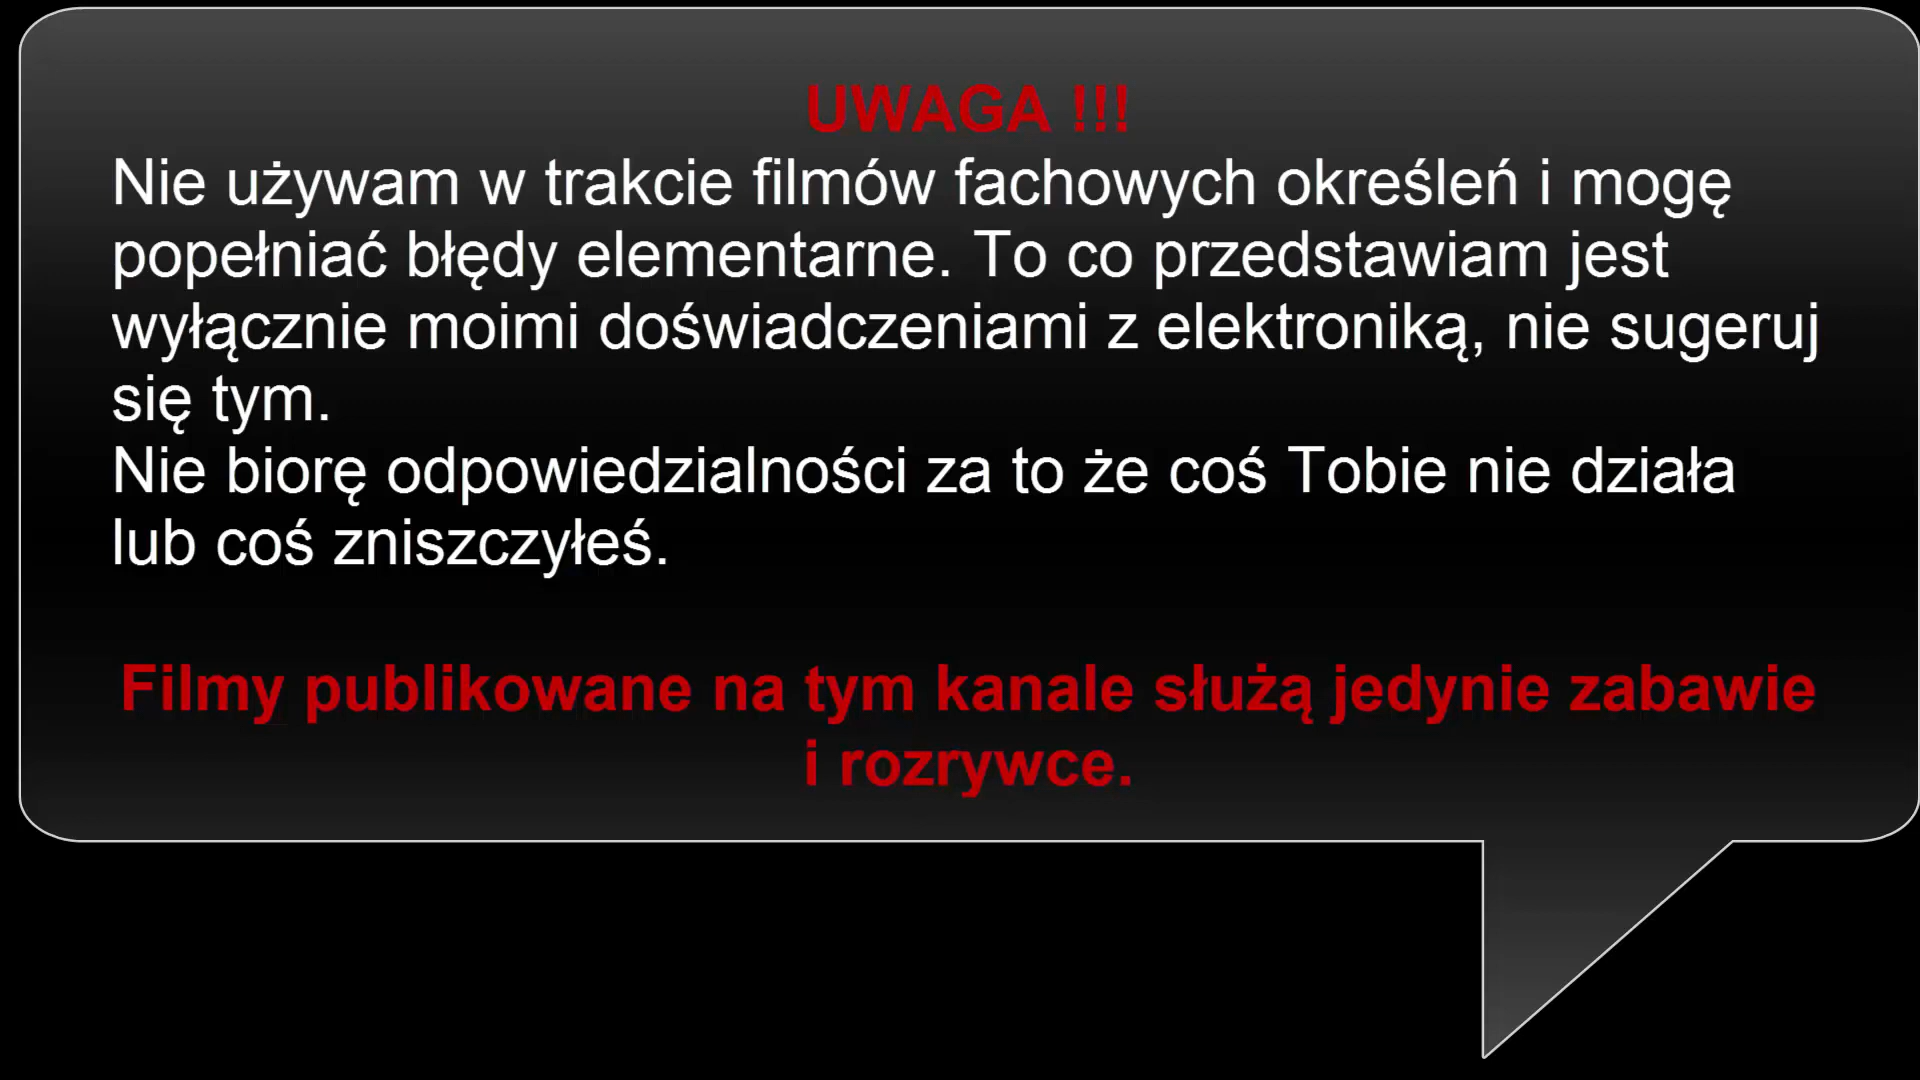 UWAGA !!!
Nie używam w trakcie filmów fachowych określeń i mogę
popełniać błędy elementarne. To co przedstawiam jest
wyłącznie moimi doświadczeniami z elektroniką, nie sugeruj
się tym.
Nie biorę odpowiedzialności za to że coś Tobie nie działa
lub coś zniszczyłeś.
Filmy publikowane na tym kanale służą jedynie zabawie
i rozrywce.